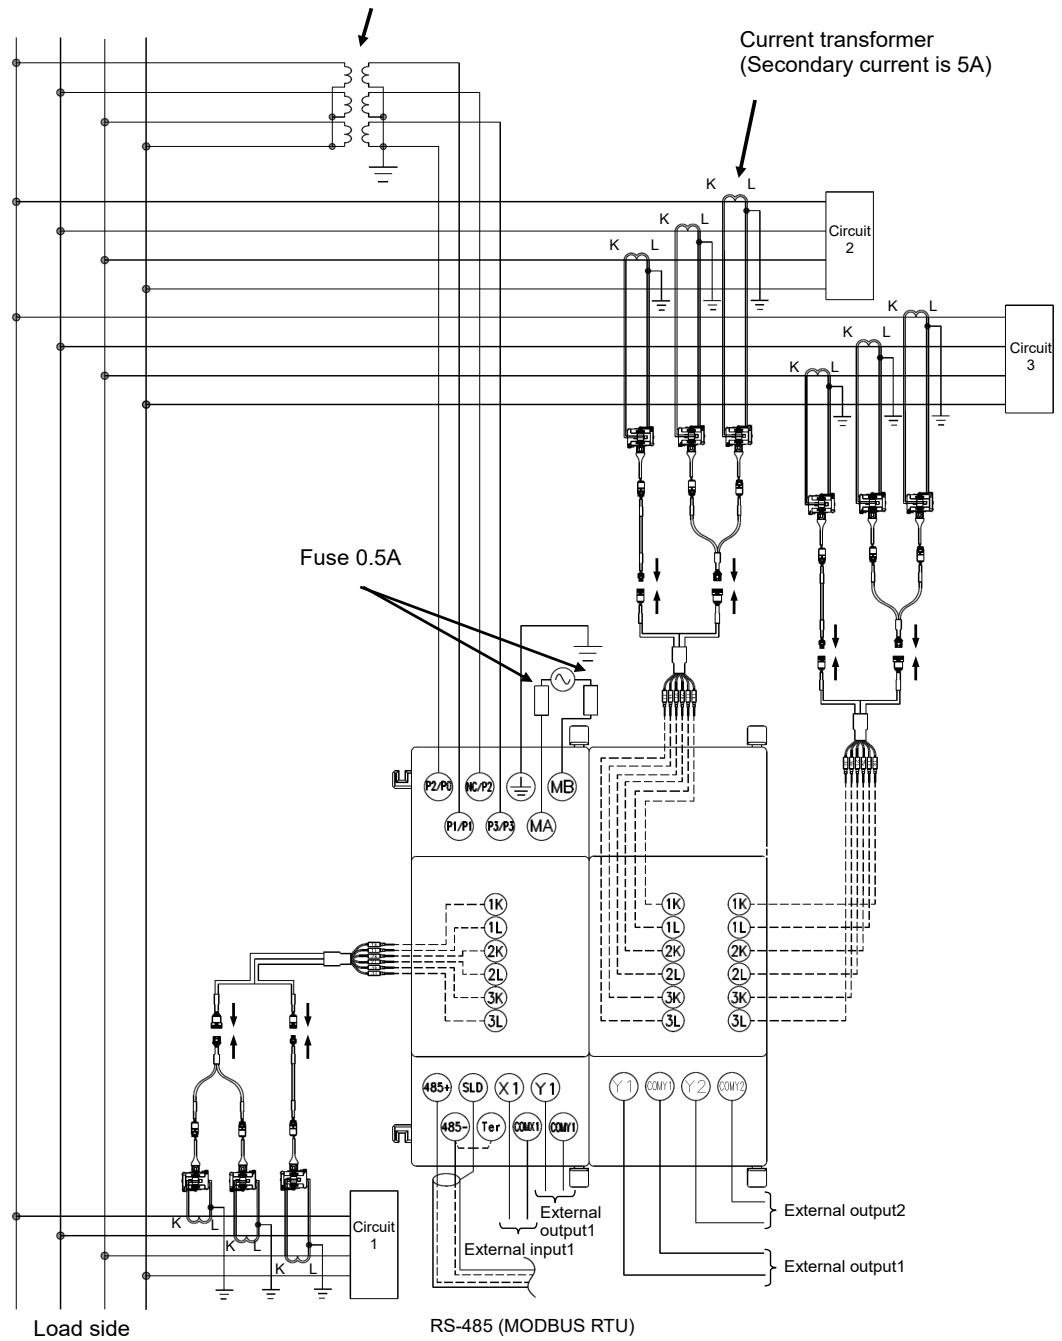 Current transformer
(Secondary current is 5A)
K L
K L
K L
Circuit
2
K L
K L
K L
Circuit
3
Fuse 0.5A
P2/P0
NC/P2
MB
P1/P1
P3/P3
MA
1K
1L
2K
2L
3K
3L
1K
1L
2K
2L
3K
3L
1K
1L
2K
2L
3K
3L
485+
SLD
X1
Y1
485-
Ter
COMX1
COMY1
Y1
COMY1
Y2
COMY2
K L
K L
K L
Circuit
1
External
output1
External input1
External output2
External output1
Load side
RS-485 (MODBUS RTU)